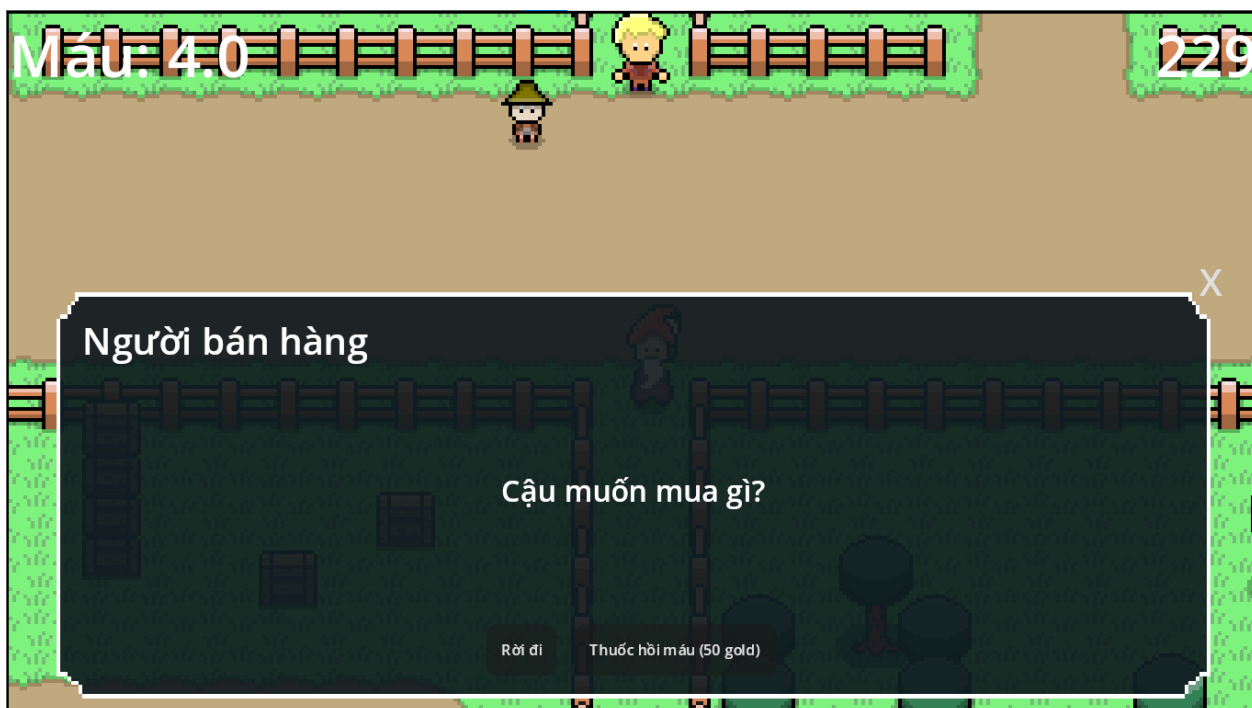 Máu: 4.0
229
X
Người bán hàng
Cậu muốn mua gì?
Rời đi
Thuốc hồi máu (50 gold)